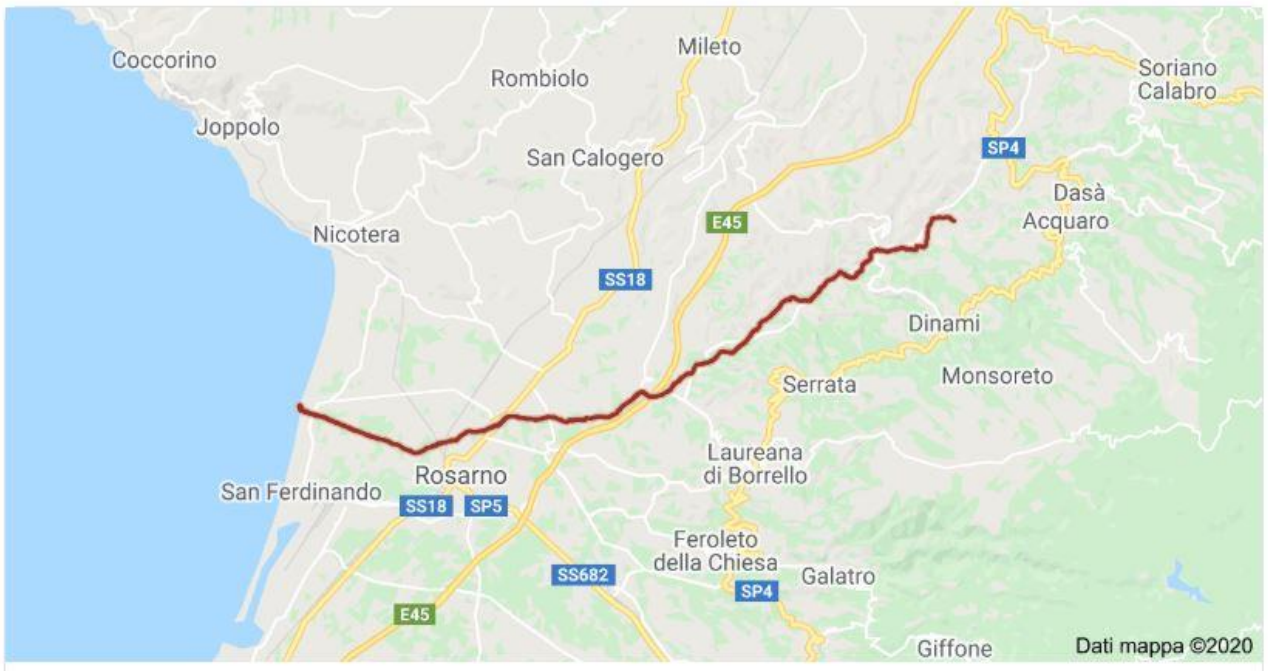 Mileto
Coccorino
Soriano
Calabro
Rombiolo
Joppolo
San Calogero
SP4
Dasà
Acquaro
E45
Nicotera
SS18
Dinami
Monsoreto
Serrata
Laureana
di Borrello
Rosarno
San Ferdinando
SS18
SP5
Feroleto
della Chiesa
SS682
Galatro
SP4
E45
Giffone
Dati mappa ©2020